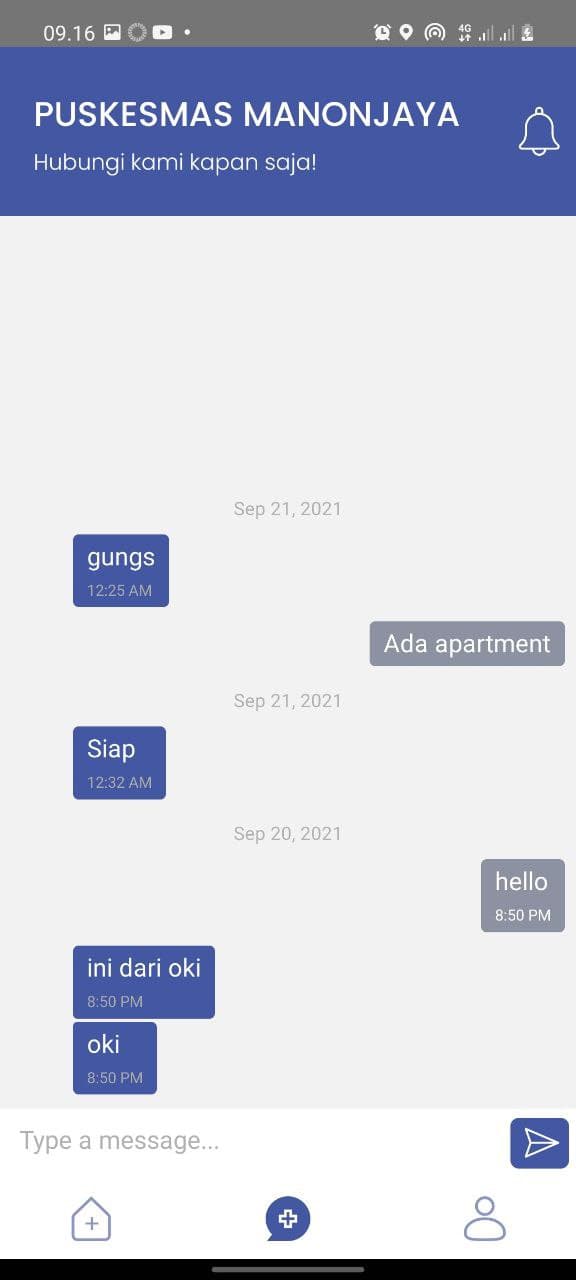 09.16
4G
PUSKESMAS MANONJAYA
Hubungi kami kapan saja!
Sep 21, 2021
gungs
12:25 AM
Ada apartment
Sep 21, 2021
Siap
12:32 AM
Sep 20, 2021
hello
8:50 PM
ini dari oki
8:50 PM
oki
8:50 PM
Type a message...